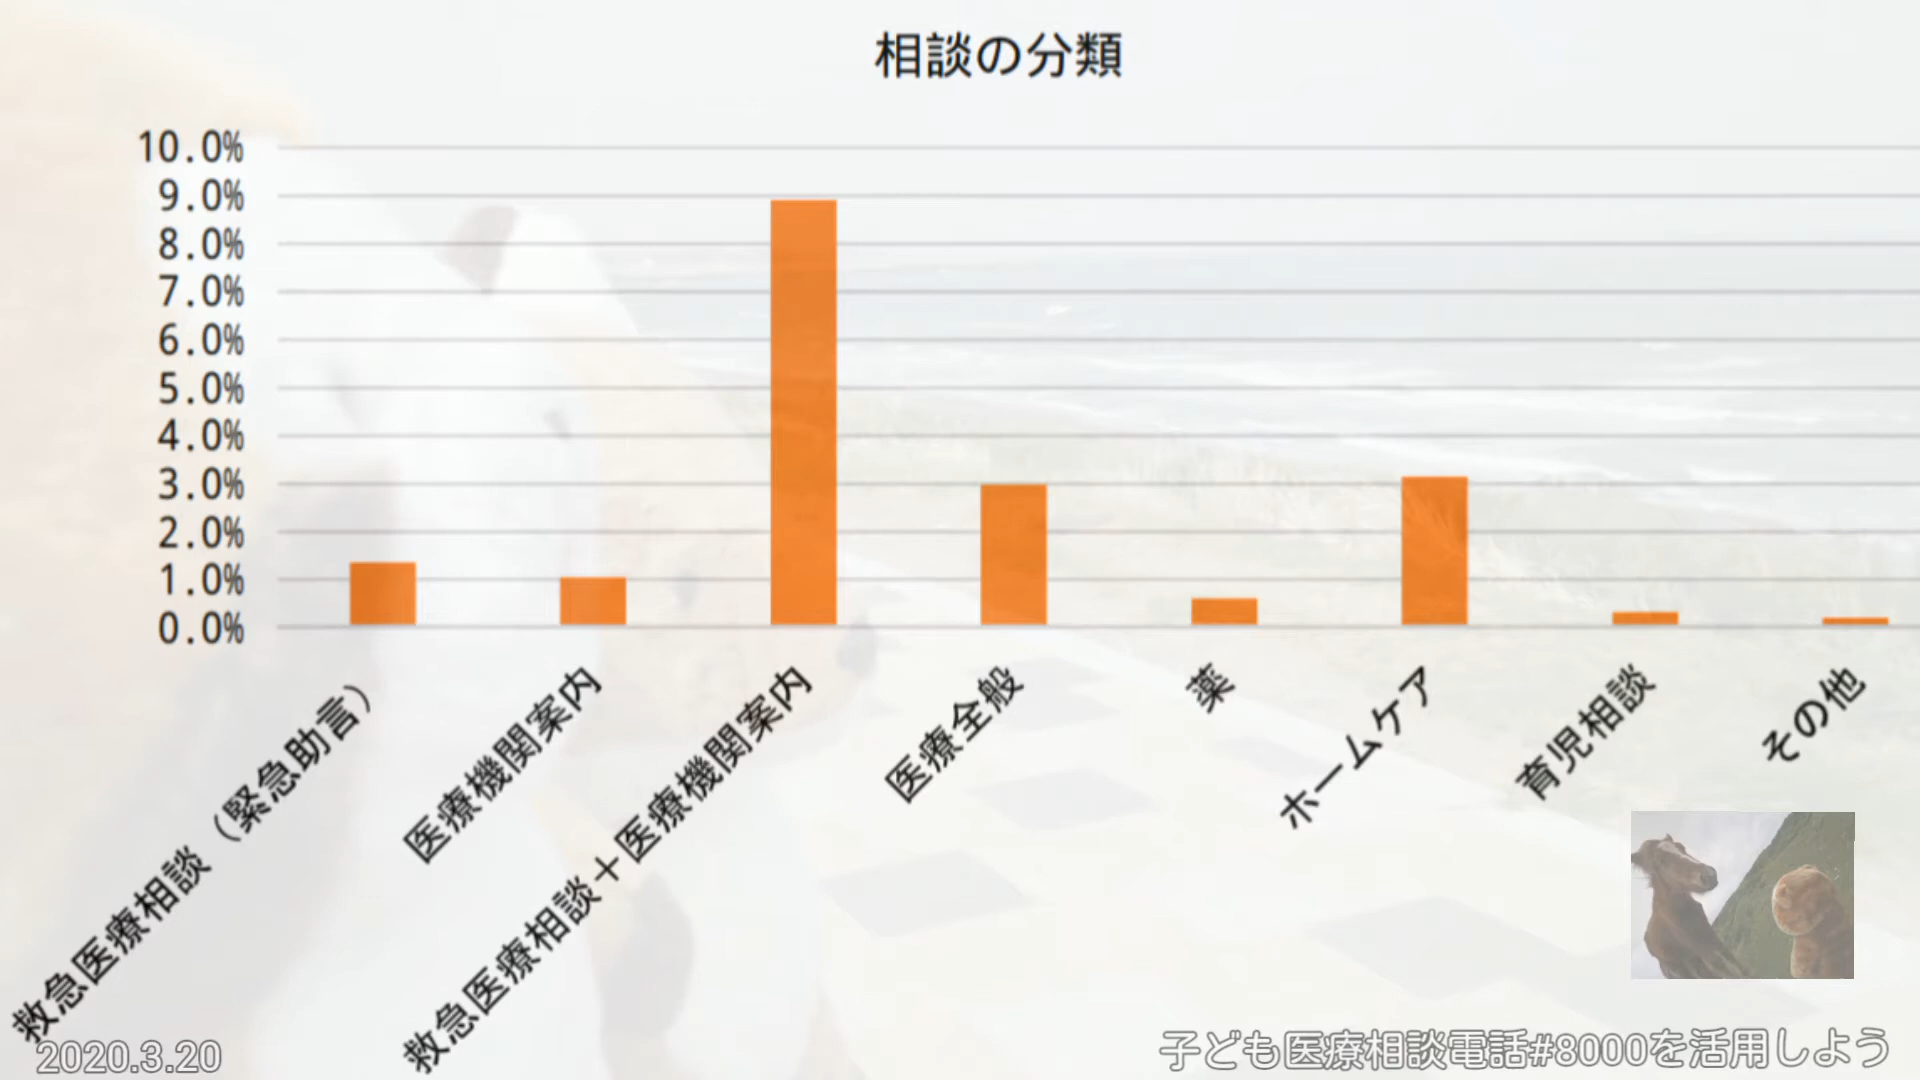 相談の分類
10.0%
9.0%
8.0%
7.0%
6.0%
5.0%
4.0%
3.0%
2.0%
1.0%
0.0%
救急医療相談（緊急助言）
医療機関案内
救急医療相談＋医療機関案内
医療全般
薬
ホームケア
育児相談
その他
2020.3.20
子ども医療相談電話#8000を活用しよう